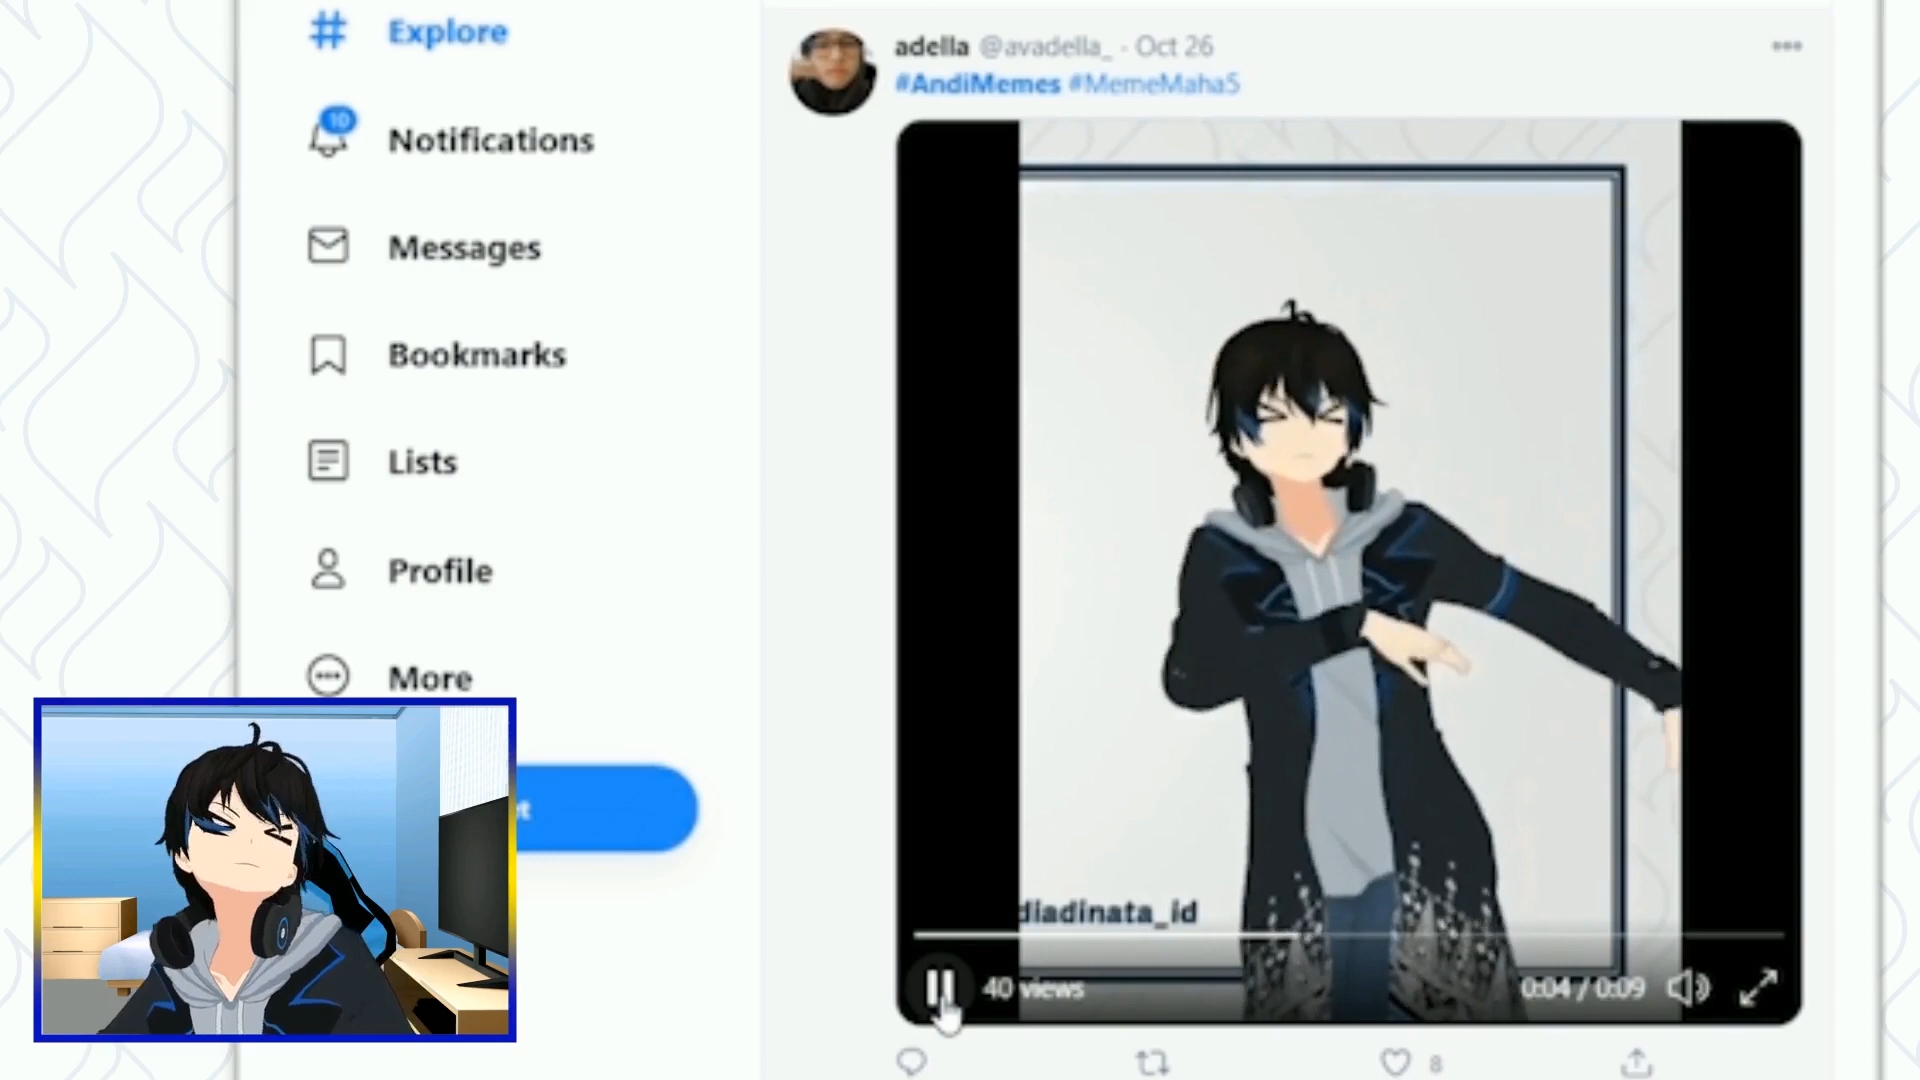 Explore
10
Notifications
Messages
Bookmarks
Lists
Profile
More
adella @avadella_ · Oct 26
#AndiMemes #MemeMaha5
diadinata_id
40 views
0:04 / 0:09
8